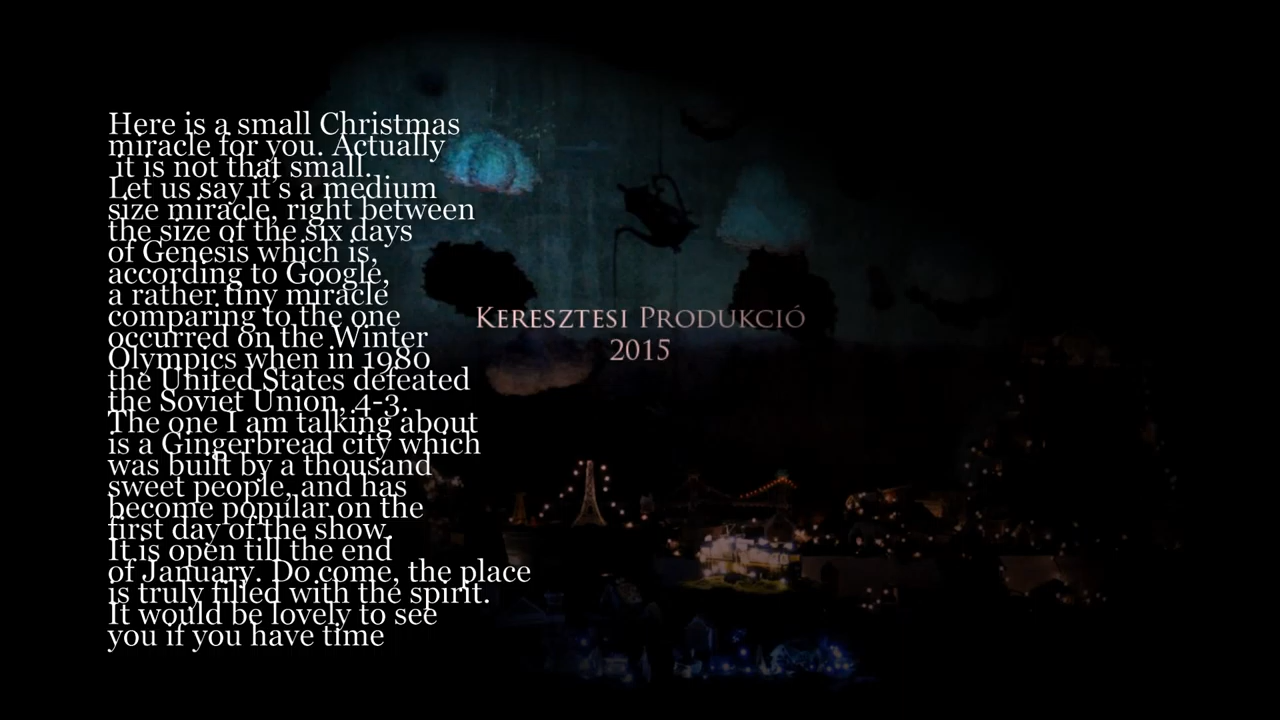 Here is a small Christmas
miracle for you. Actually
it is not that small.
Let us say it's a medium
size miracle, right between
the size of the six days
of Genesis which is,
according to Google,
a rather tiny miracle
comparing to the one
occurred on the Winter
Olympics when in 1980
the United States defeated
the Soviet Union, 4-3.
The one I am talking about
is a Gingerbread city which
was built by a thousand
sweet people, and has
become popular on the
first day of the show.
It is open till the end
of January. Do come, the place
is truly filled with the spirit.
It would be lovely to see
you if you have time
Keresztesi Produkció
2015